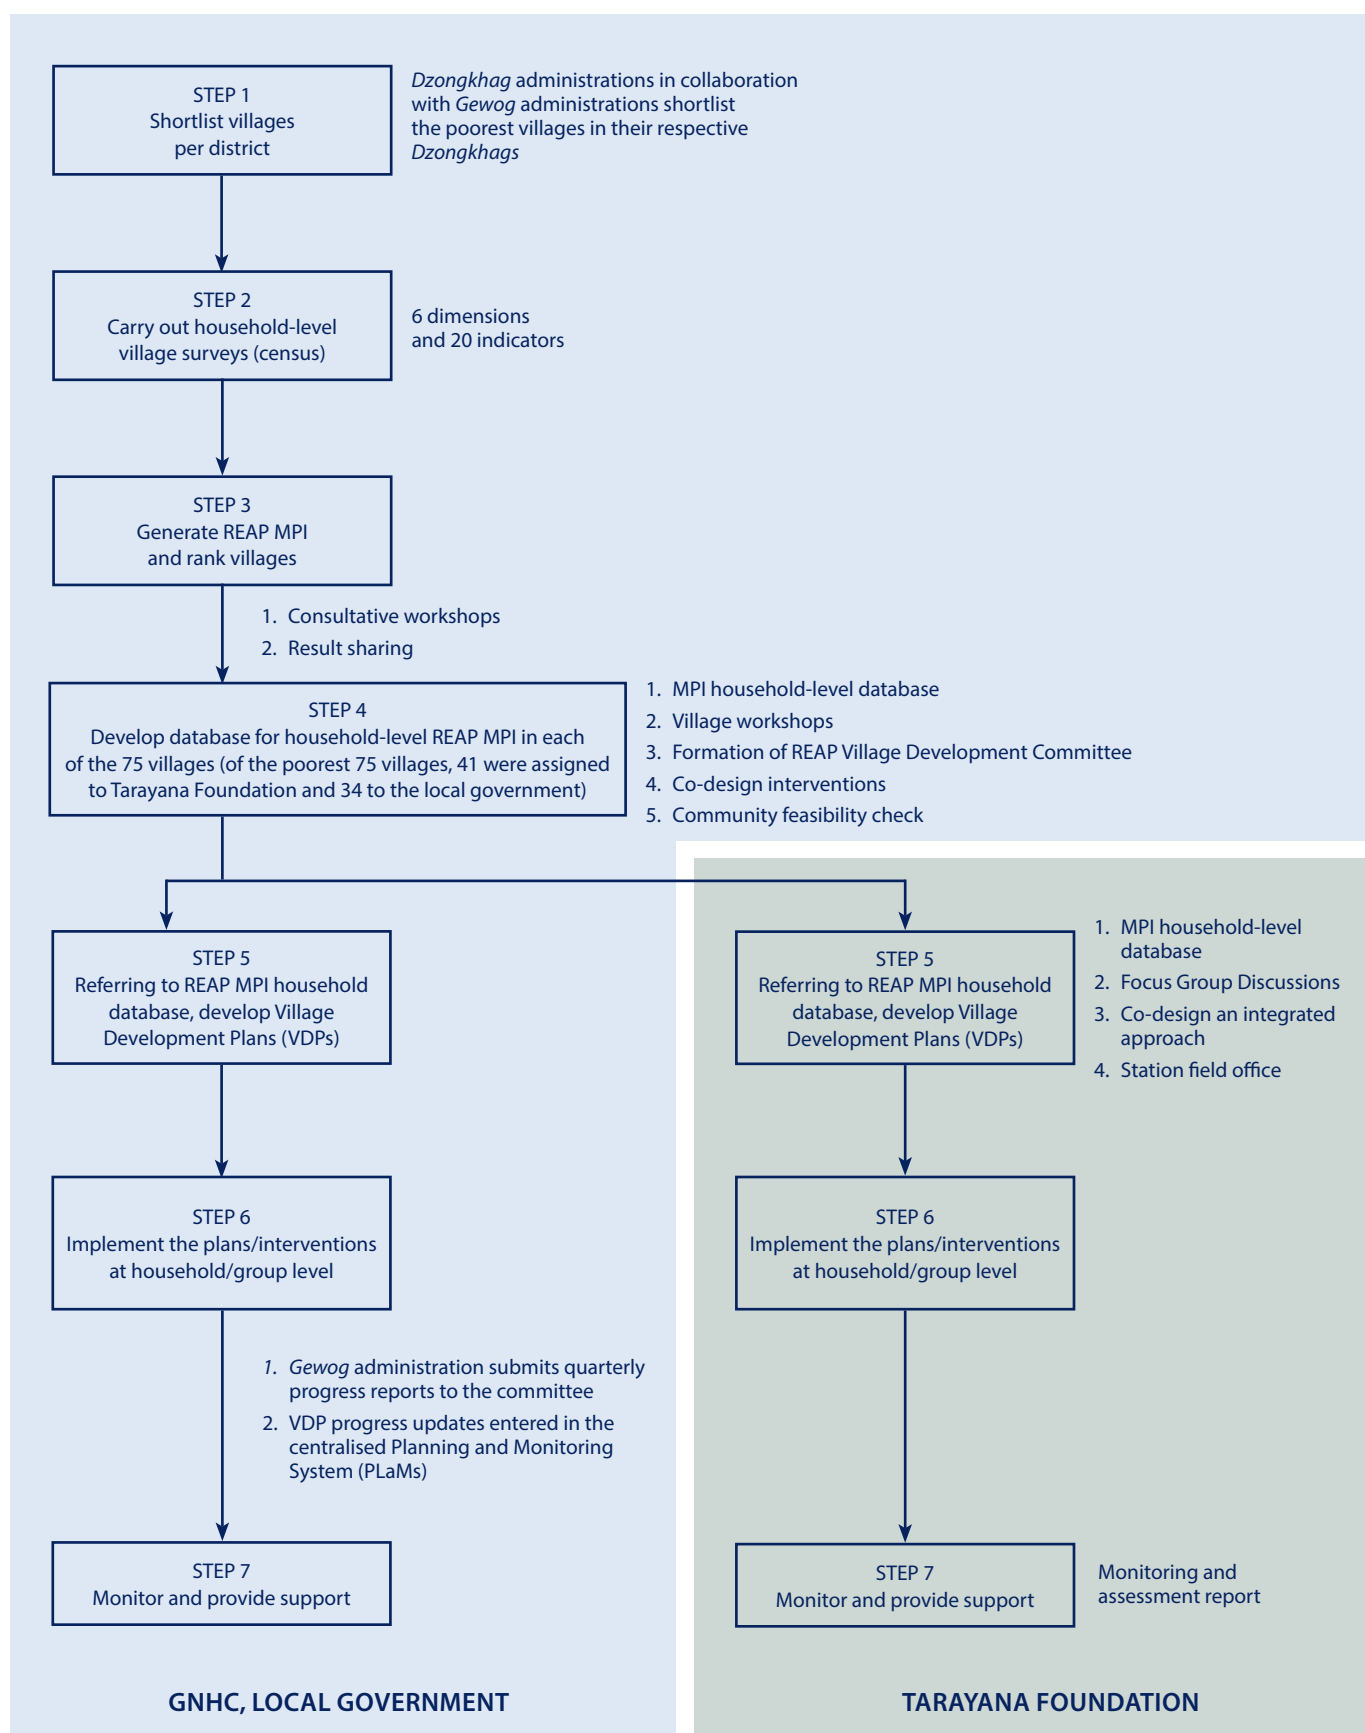 STEP 1
Shortlist villages
per district
Dzongkhag administrations in collaboration
with Gewog administrations shortlist
the poorest villages in their respective
Dzongkhags
STEP 2
Carry out household-level
village surveys (census)
6 dimensions
and 20 indicators
STEP 3
Generate REAP MPI
and rank villages
1. Consultative workshops
2. Result sharing
STEP 4
Develop database for household-level REAP MPI in each
of the 75 villages (of the poorest 75 villages, 41 were assigned
to Tarayana Foundation and 34 to the local government)
1. MPI household-level database
2. Village workshops
3. Formation of REAP Village Development Committee
4. Co-design interventions
5. Community feasibility check
STEP 5
Referring to REAP MPI household
database, develop Village
Development Plans (VDPs)
STEP 5
Referring to REAP MPI household
database, develop Village
Development Plans (VDPs)
1. MPI household-level
database
2. Focus Group Discussions
3. Co-design an integrated
approach
4. Station field office
STEP 6
Implement the plans/interventions
at household/group level
STEP 6
Implement the plans/interventions
at household/group level
1. Gewog administration submits quarterly
progress reports to the committee
2. VDP progress updates entered in the
centralised Planning and Monitoring
System (PLaMs)
STEP 7
Monitor and provide support
STEP 7
Monitor and provide support
Monitoring and
assessment report
GNHC, LOCAL GOVERNMENT
TARAYANA FOUNDATION